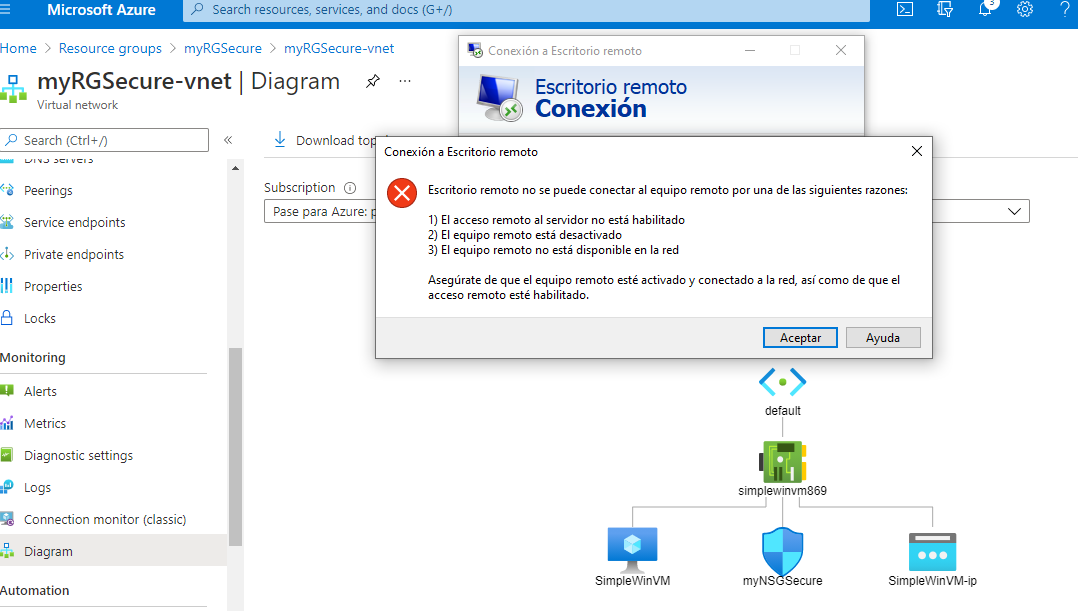 Microsoft Azure
Search resources, services, and docs (G+/)
3
Home > Resource groups > myRGSecure > myRGSecure-vnet
myRGSecure-vnet | Diagram
Virtual network
Search (Ctrl+/)
DNS servers
Peerings
Service endpoints
Private endpoints
Properties
Locks
Monitoring
Alerts
Metrics
Diagnostic settings
Logs
Connection monitor (classic)
Diagram
Automation
Download
Subscription
Pase para Azure:
Conexión a Escritorio remoto
Escritorio remoto
Conexión
Conexión a Escritorio remoto
Escritorio remoto no se puede conectar al equipo remoto por una de las siguientes razones:
1) El acceso remoto al servidor no está habilitado
2) El equipo remoto está desactivado
3) El equipo remoto no está disponible en la red
Asegúrate de que el equipo remoto esté activado y conectado a la red, así como de que el
acceso remoto esté habilitado.
Aceptar
Ayuda
default
simplewinvm869
SimpleWinVM
myNSGSecure
SimpleWinVM-ip